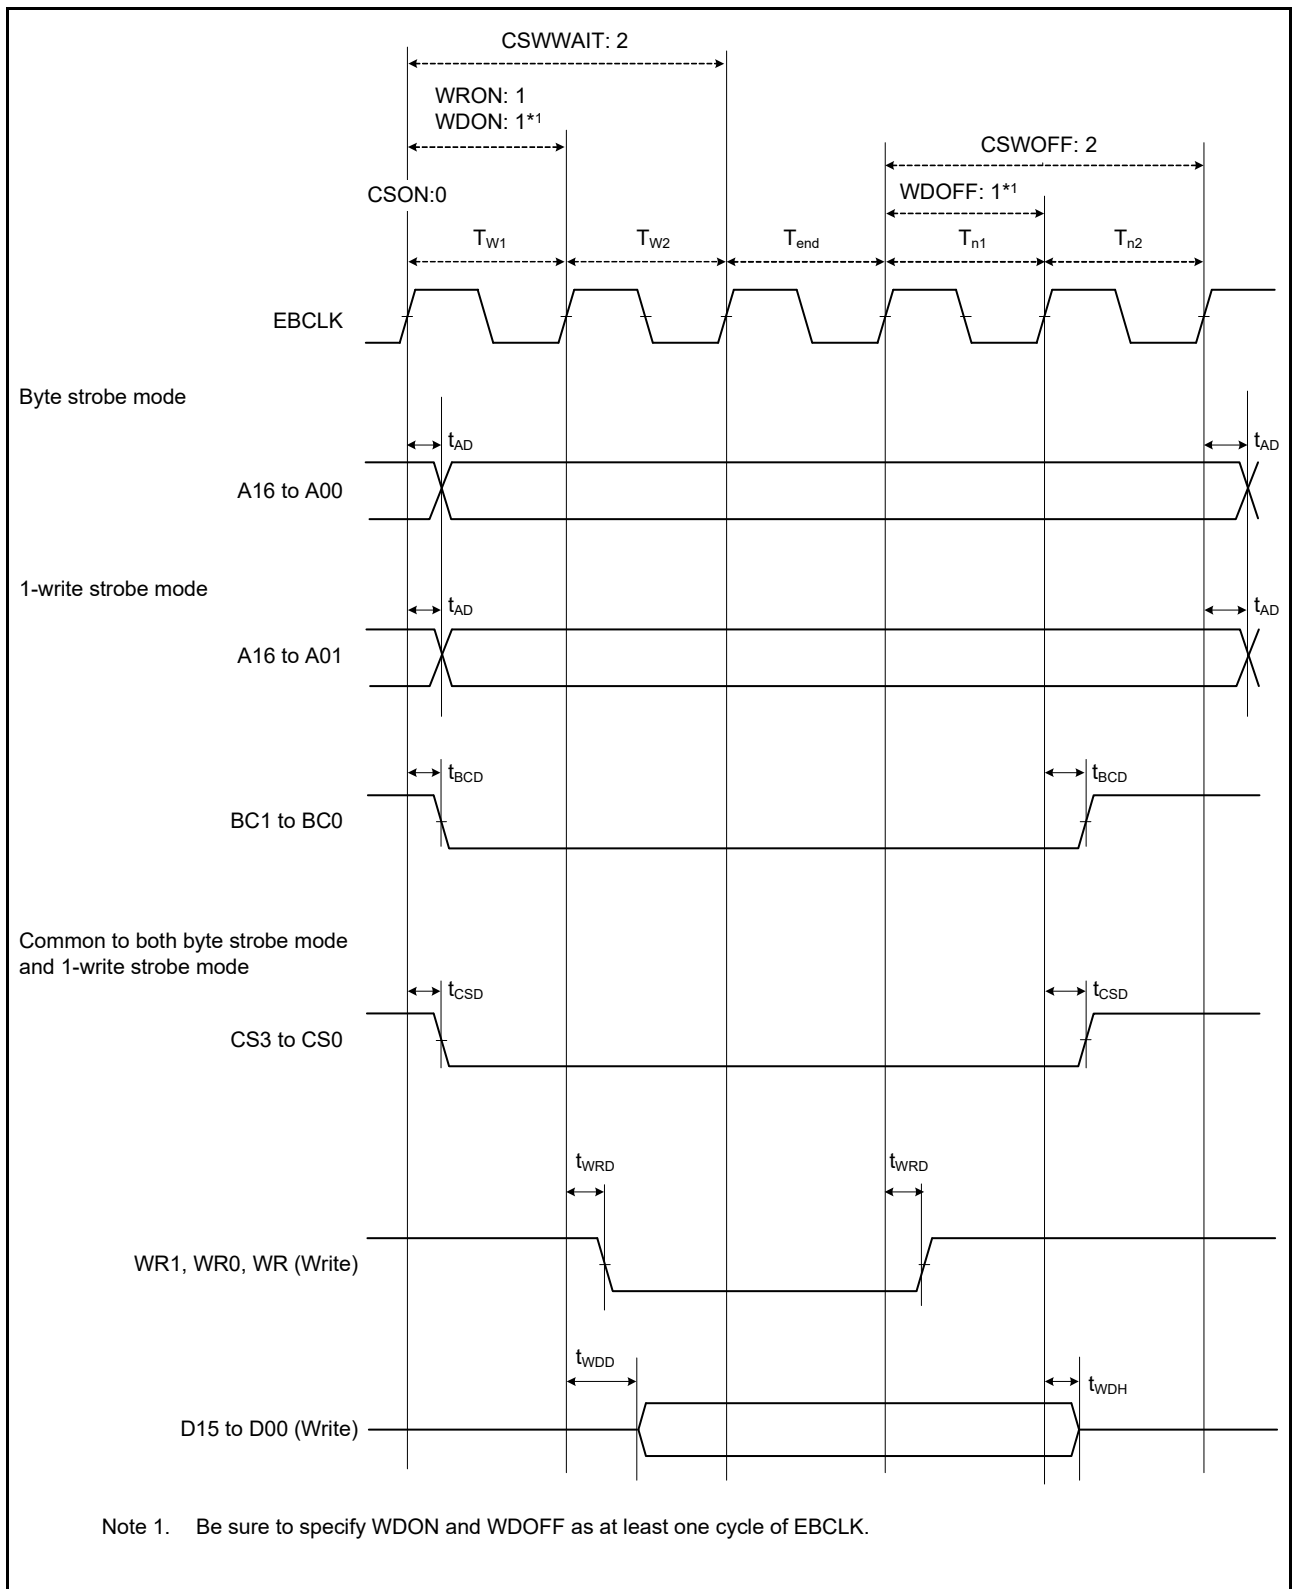 CSWWAIT: 2
WRON: 1
WDON: 1*1
CSWOFF: 2
WDOFF: 1*1
CSON:0
TW1
TW2
Tend
Tn1
Tn2
EBCLK
Byte strobe mode
tAD
tAD
A16 to A00
1-write strobe mode
tAD
tAD
A16 to A01
tBCD
tBCD
BC1 to BC0
Common to both byte strobe mode
and 1-write strobe mode
tCSD
tCSD
CS3 to CS0
tWRD
tWRD
WR1, WR0, WR (Write)
tWDD
tWDH
D15 to D00 (Write)
Note 1. Be sure to specify WDON and WDOFF as at least one cycle of EBCLK.